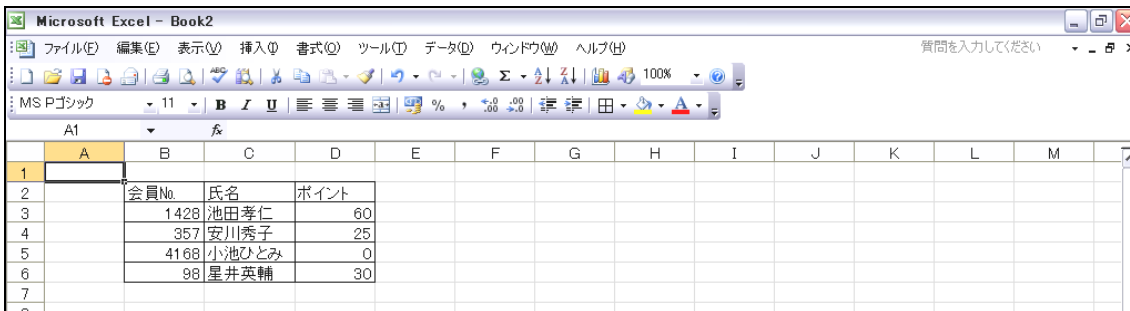 Microsoft Excel - Book2
ファイル(F) 編集(E) 表示(V) 挿入(I) 書式(O) ツール(T) データ(D) ウィンドウ(W) ヘルプ(H) 質問を入力してください
100%
MS Pゴシック 11 B I U
A1 fx
A B C D E F G H I J K L M
1
2 会員№ 氏名 ポイント
3 1428 池田孝仁 60
4 357 安川秀子 25
5 4168 小池ひとみ 0
6 98 星井英輔 30
7